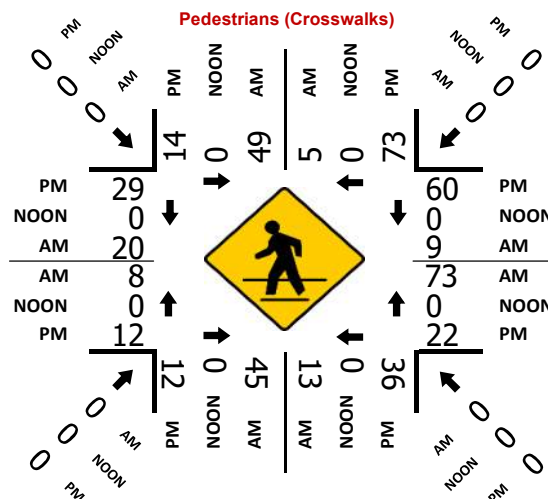 Pedestrians (Crosswalks)
0 PM
0 NOON
0 AM
PM NOON AM AM NOON PM
14 0 49 5 0 73
PM 0
NOON 0
AM 0
PM 29 60 PM
NOON 0 0 NOON
AM 20 9 AM
AM 8 73 AM
NOON 0 0 NOON
PM 12 22 PM
12 0 45 13 0 36
PM NOON AM AM NOON PM
0 AM
0 NOON
0 PM
AM 0
NOON 0
PM 0